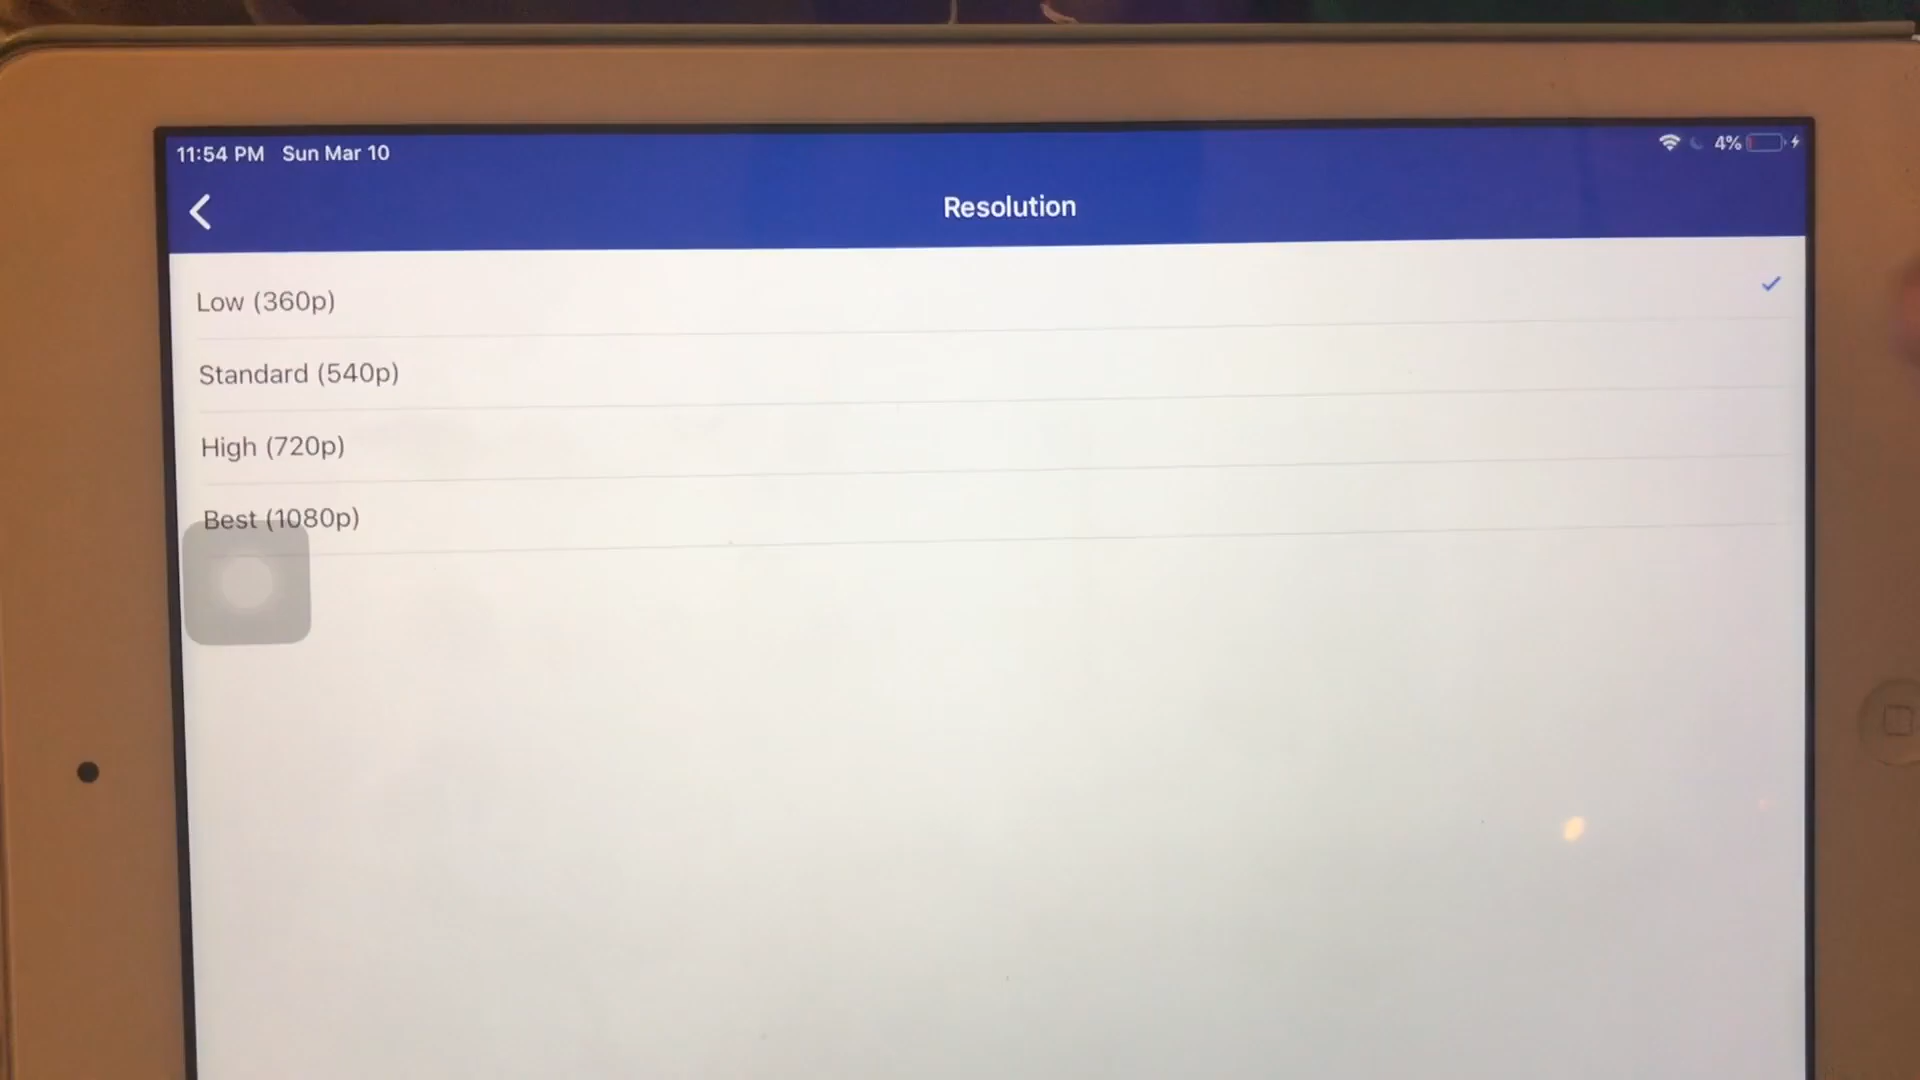 11:54 PM Sun Mar 10
4%
Resolution
Low (360p)
Standard (540p)
High (720p)
Best (1080p)